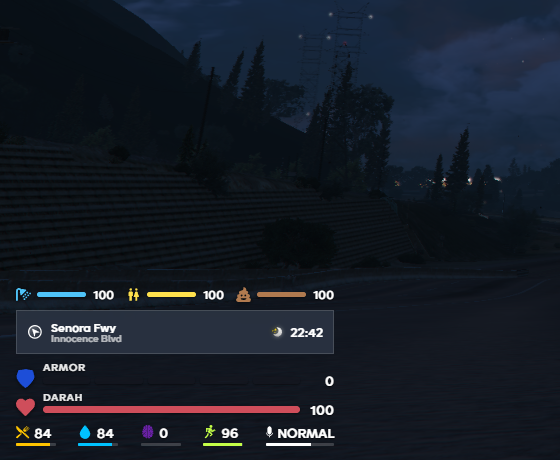 100 100 100
Senora Fwy
Innocence Blvd
22:42
ARMOR
0
DARAH
100
84 84 0 96 NORMAL